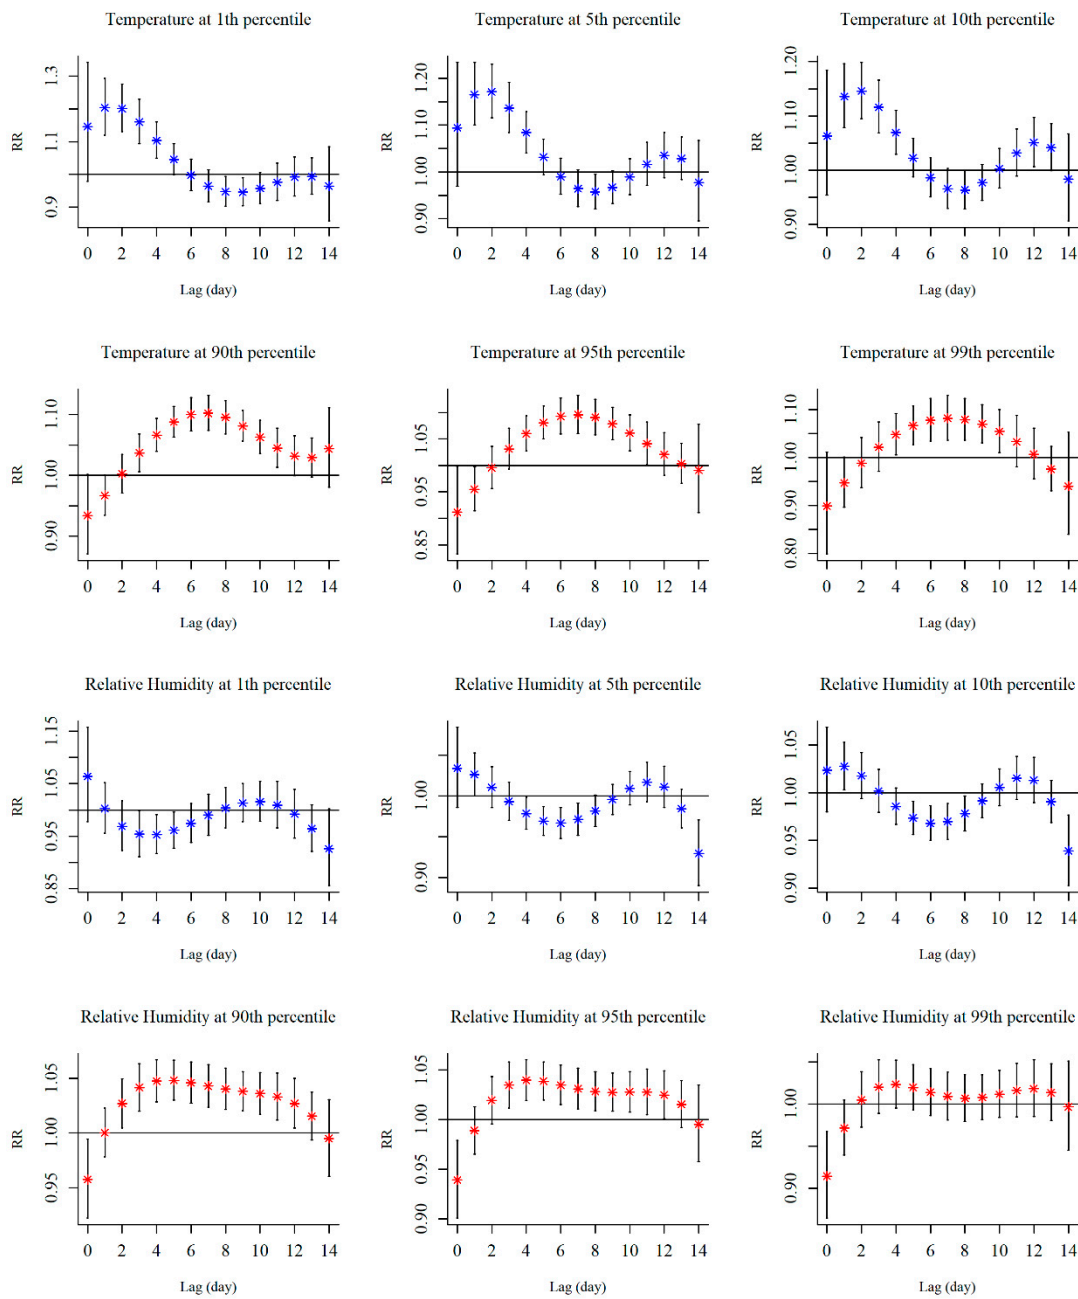 Temperature at 1th percentile
RR
0.9 1.1 1.3
0 2 4 6 8 10 12 14
Lag (day)
Temperature at 5th percentile
RR
0.90 1.00 1.10 1.20
0 2 4 6 8 10 12 14
Lag (day)
Temperature at 10th percentile
RR
0.90 1.00 1.10 1.20
0 2 4 6 8 10 12 14
Lag (day)
Temperature at 90th percentile
RR
0.90 1.00 1.10
0 2 4 6 8 10 12 14
Lag (day)
Temperature at 95th percentile
RR
0.85 0.95 1.05
0 2 4 6 8 10 12 14
Lag (day)
Temperature at 99th percentile
RR
0.80 0.90 1.00 1.10
0 2 4 6 8 10 12 14
Lag (day)
Relative Humidity at 1th percentile
RR
0.85 0.95 1.05 1.15
0 2 4 6 8 10 12 14
Lag (day)
Relative Humidity at 5th percentile
RR
0.90 1.00
0 2 4 6 8 10 12 14
Lag (day)
Relative Humidity at 10th percentile
RR
0.90 0.95 1.00 1.05
0 2 4 6 8 10 12 14
Lag (day)
Relative Humidity at 90th percentile
RR
0.95 1.00 1.05
0 2 4 6 8 10 12 14
Lag (day)
Relative Humidity at 95th percentile
RR
0.90 0.95 1.00 1.05
0 2 4 6 8 10 12 14
Lag (day)
Relative Humidity at 99th percentile
RR
0.90 1.00
0 2 4 6 8 10 12 14
Lag (day)